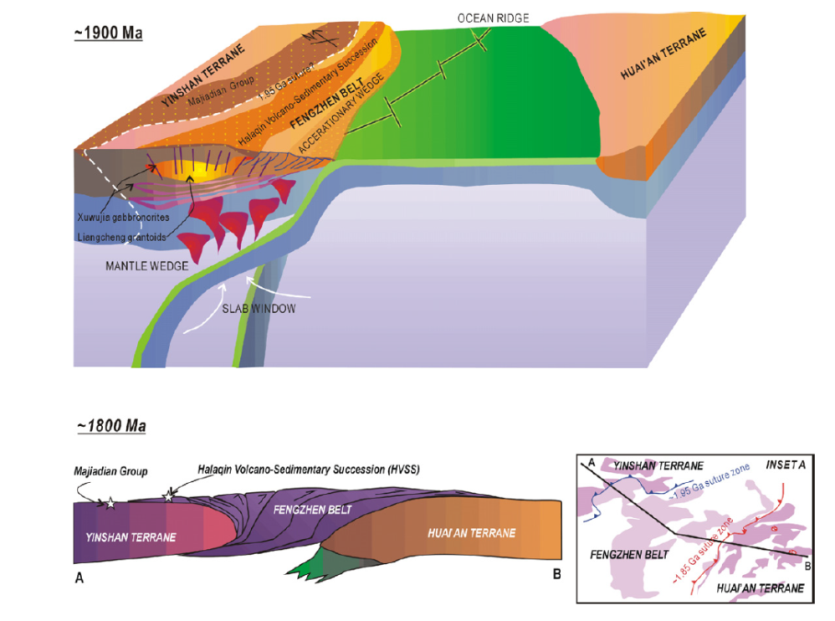 ~1900 Ma
OCEAN RIDGE
YINSHAN TERRANE
Majiadian Group
1.95 Ga suture?
Halaqin Volcano-Sedimentary Succession
FENGZHEN BELT
ACCERATIONARY WEDGE
HUAI'AN TERRANE
Xuwujia gabbronorites
Liangcheng grantoids
MANTLE WEDGE
SLAB WINDOW
~1800 Ma
Majiadian Group
Halaqin Volcano-Sedimentary Succession (HVSS)
YINSHAN TERRANE
FENGZHEN BELT
HUAI'AN TERRANE
A
B
A
YINSHAN TERRANE
INSET A
~1.95 Ga suture zone
FENGZHEN BELT
~1.85 Ga suture zone
B
HUAI'AN TERRANE